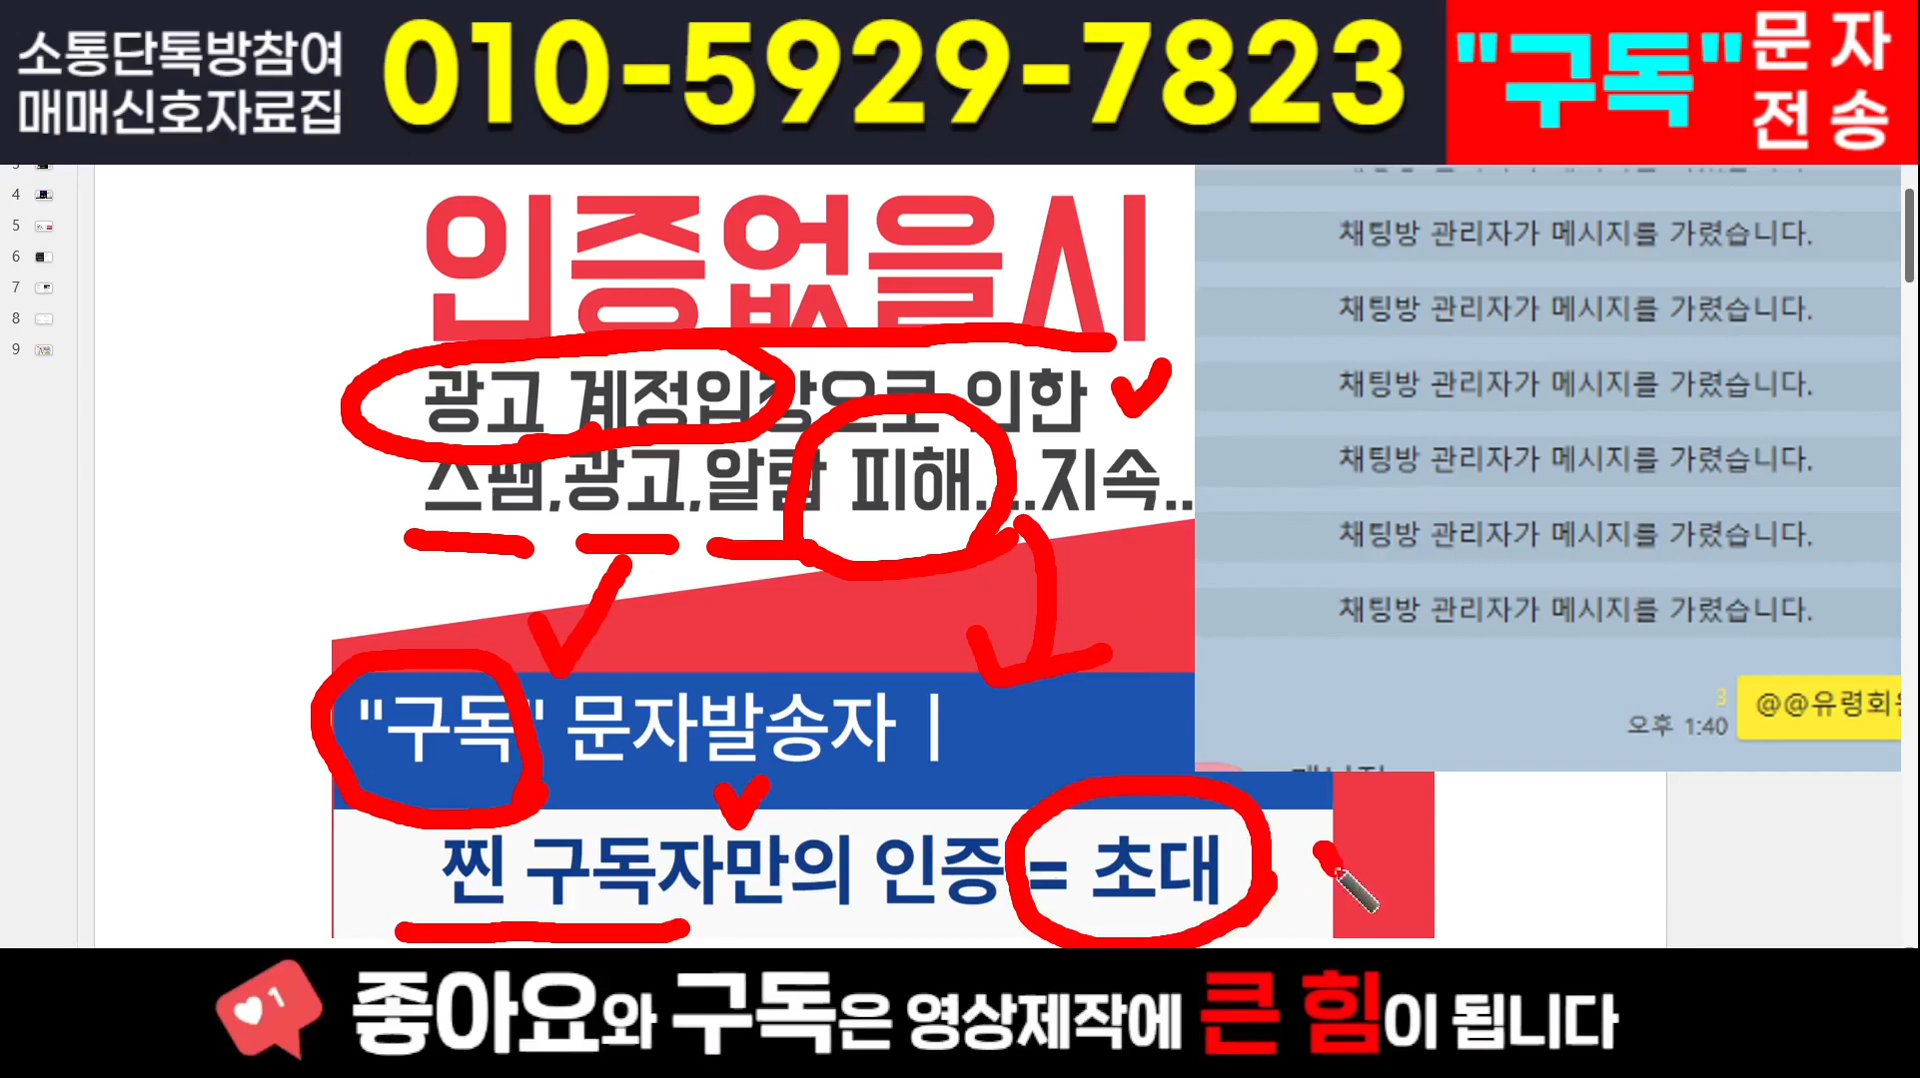 소통단톡방참여
매매신호자료집
010-5929-7823
"구독"
문 자
전 송
4
5
6
7
8
9
인증없을시
광고 계정입장으로 인한
스팸,광고,알람 피해....지속..
"구독" 문자발송자 |
찐 구독자만의 인증 = 초대
채팅방 관리자가 메시지를 가렸습니다.
채팅방 관리자가 메시지를 가렸습니다.
채팅방 관리자가 메시지를 가렸습니다.
채팅방 관리자가 메시지를 가렸습니다.
채팅방 관리자가 메시지를 가렸습니다.
채팅방 관리자가 메시지를 가렸습니다.
3
오후 1:40
@@유령회원
1
좋아요와 구독은 영상제작에 큰 힘이 됩니다